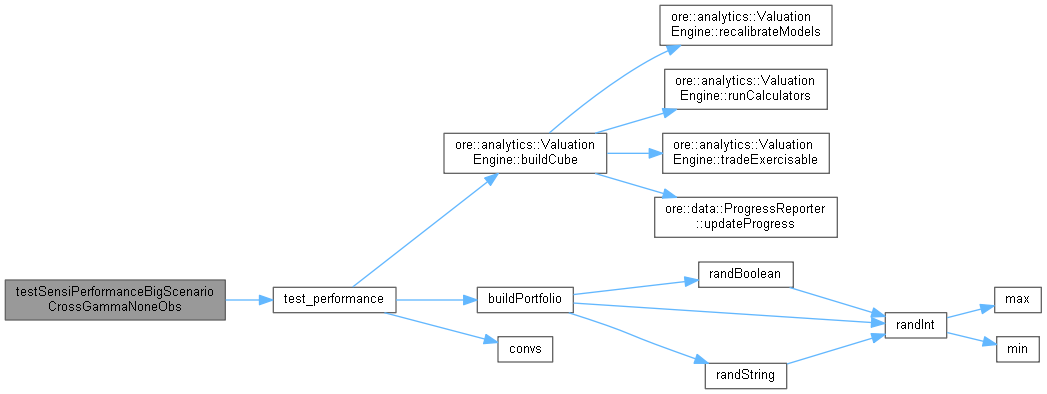 testSensiPerformanceBigScenario
CrossGammaNoneObs
test_performance
ore::analytics::Valuation
Engine::buildCube
ore::analytics::Valuation
Engine::recalibrateModels
ore::analytics::Valuation
Engine::runCalculators
ore::analytics::Valuation
Engine::tradeExercisable
ore::data::ProgressReporter
::updateProgress
buildPortfolio
convs
randBoolean
randString
randInt
max
min